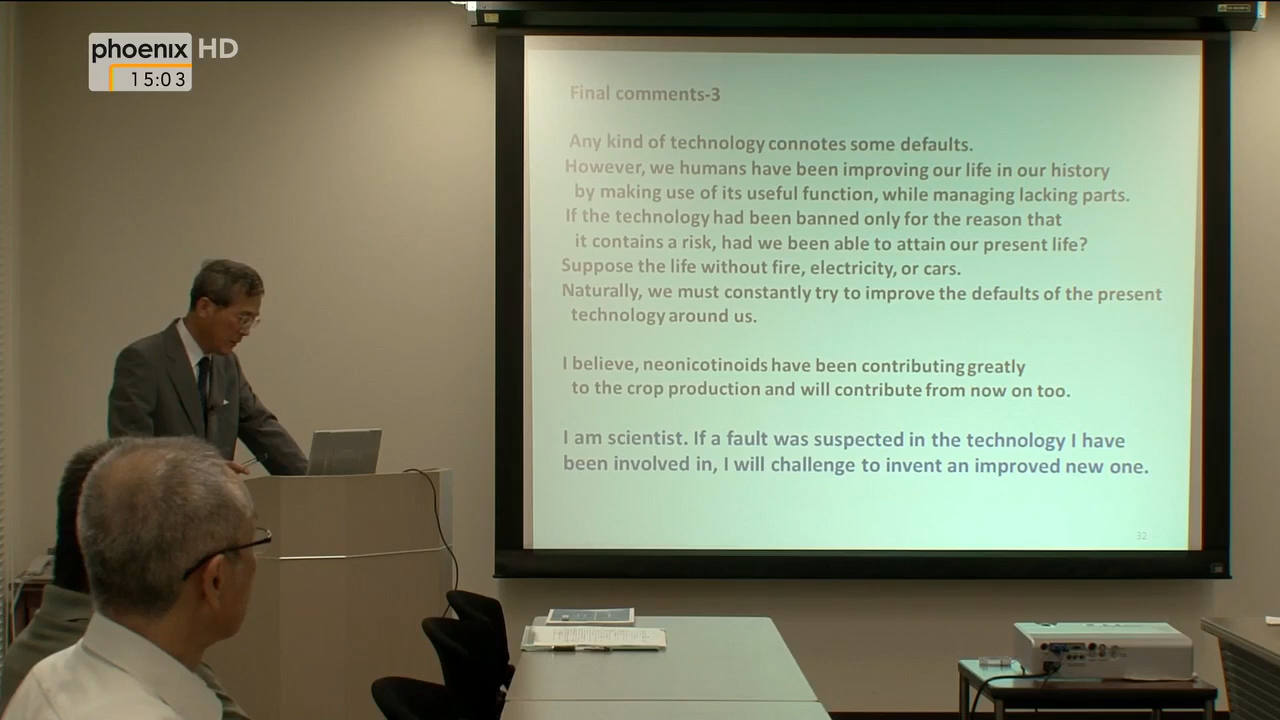 phoenix HD
15:03
Final comments-3
Any kind of technology connotes some defaults.
However, we humans have been improving our life in our history
by making use of its useful function, while managing lacking parts.
If the technology had been banned only for the reason that
it contains a risk, had we been able to attain our present life?
Suppose the life without fire, electricity, or cars.
Naturally, we must constantly try to improve the defaults of the present
technology around us.
I believe, neonicotinoids have been contributing greatly
to the crop production and will contribute from now on too.
I am scientist. If a fault was suspected in the technology I have
been involved in, I will challenge to invent an improved new one.
32